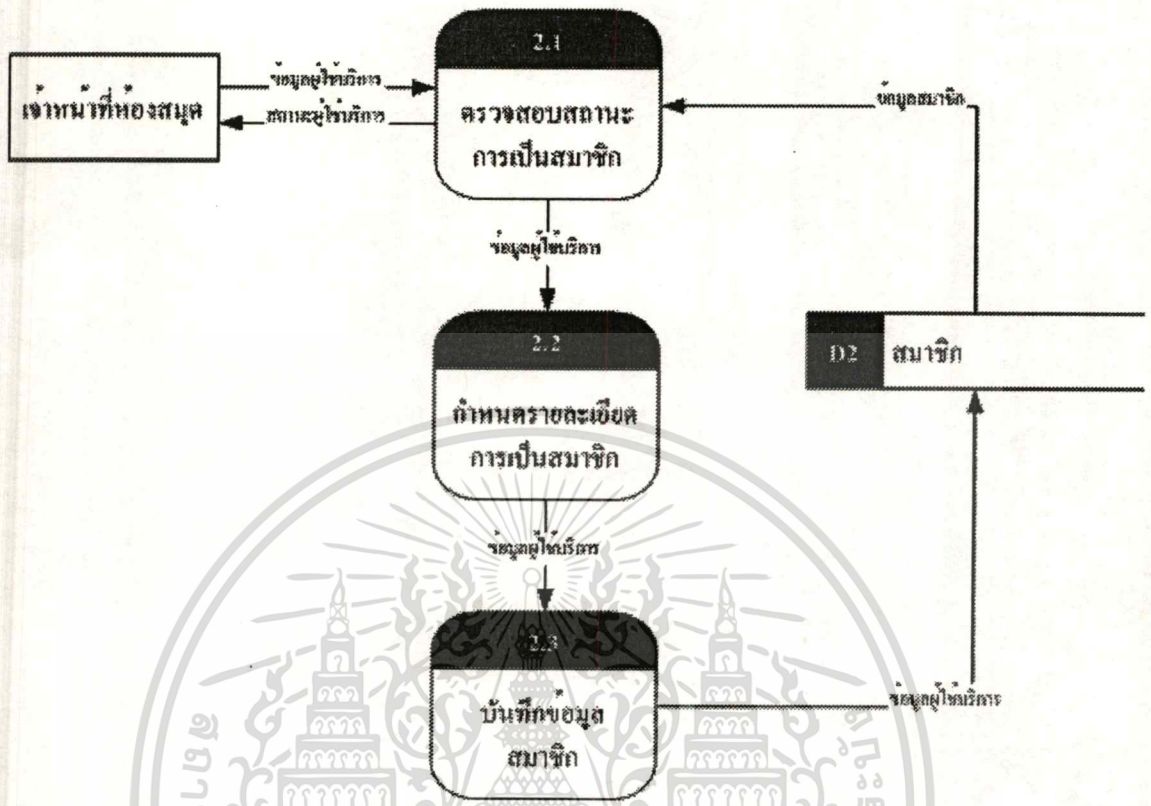 2.1
เจ้าหน้าที่ห้องสมุด
ข้อมูลผู้ใช้บริการ
สถานะผู้ใช้บริการ
ตรวจสอบสถานะ
การเป็นสมาชิก
ข้อมูลสมาชิก
ข้อมูลผู้ใช้บริการ
2.2
กำหนดรายละเอียด
การเป็นสมาชิก
D2 สมาชิก
ข้อมูลผู้ใช้บริการ
2.3
บันทึกข้อมูล
สมาชิก
ข้อมูลผู้ใช้บริการ